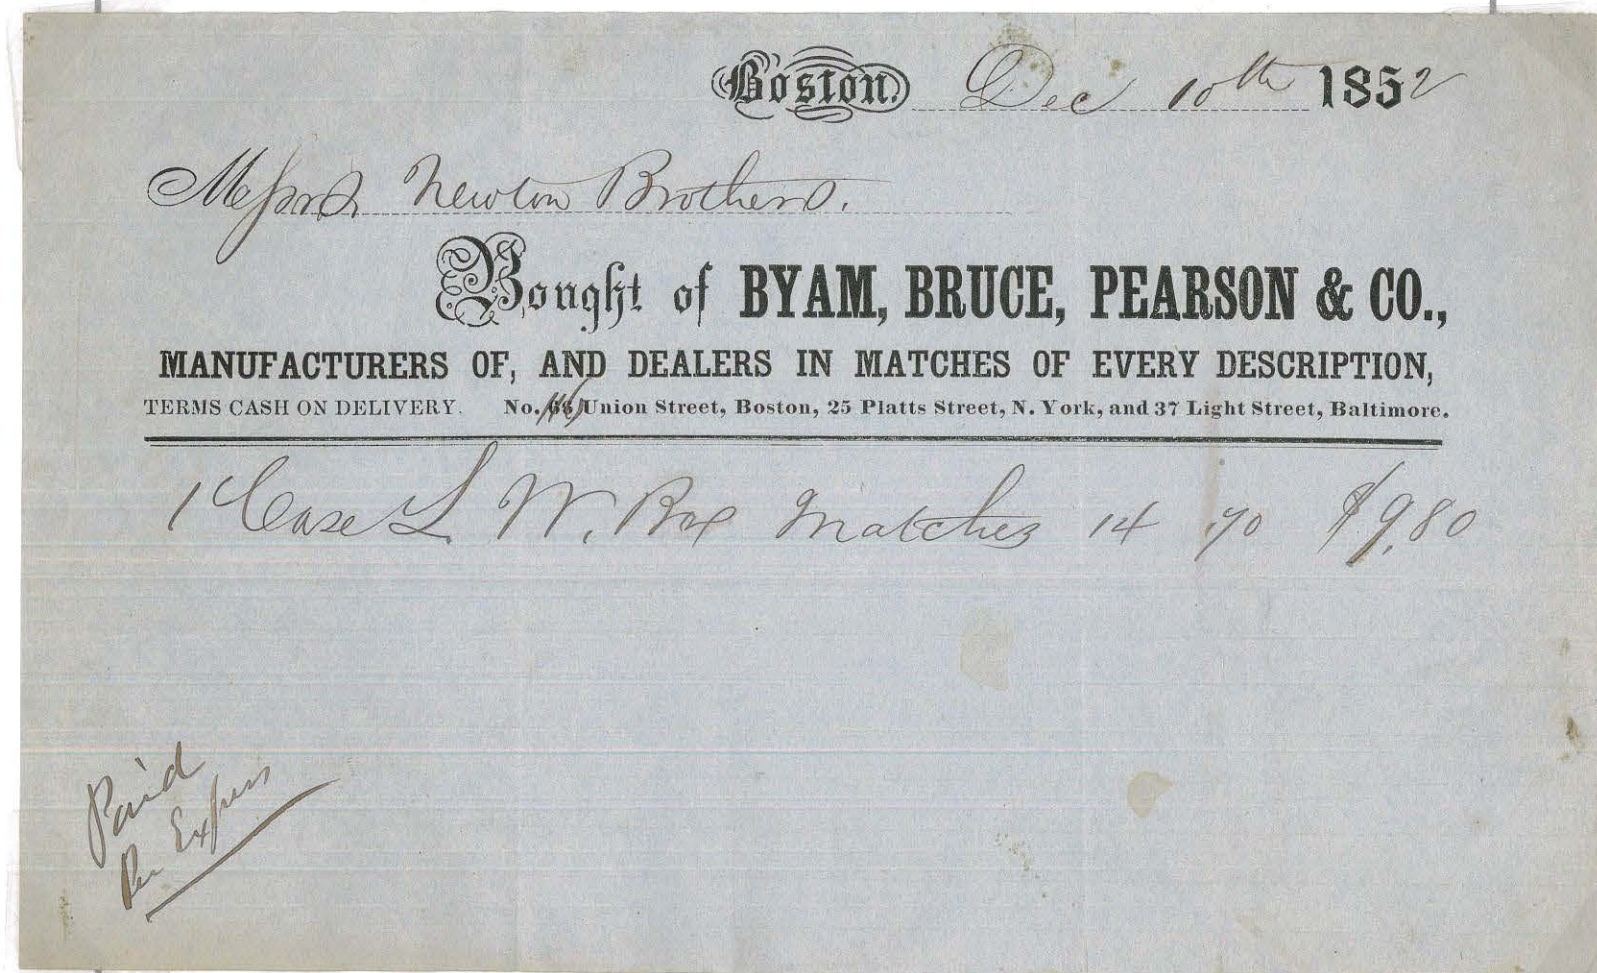 Boston, Dec 10th 1852
Messrs. Newton Brothers.
Bought of BYAM, BRUCE, PEARSON & CO.,
MANUFACTURERS OF, AND DEALERS IN MATCHES OF EVERY DESCRIPTION,
TERMS CASH ON DELIVERY. No. Union Street, Boston, 25 Platts Street, N. York, and 37 Light Street, Baltimore.
1 Case L. W. Box Matches 14 70 $9,80
Paid
Per Express